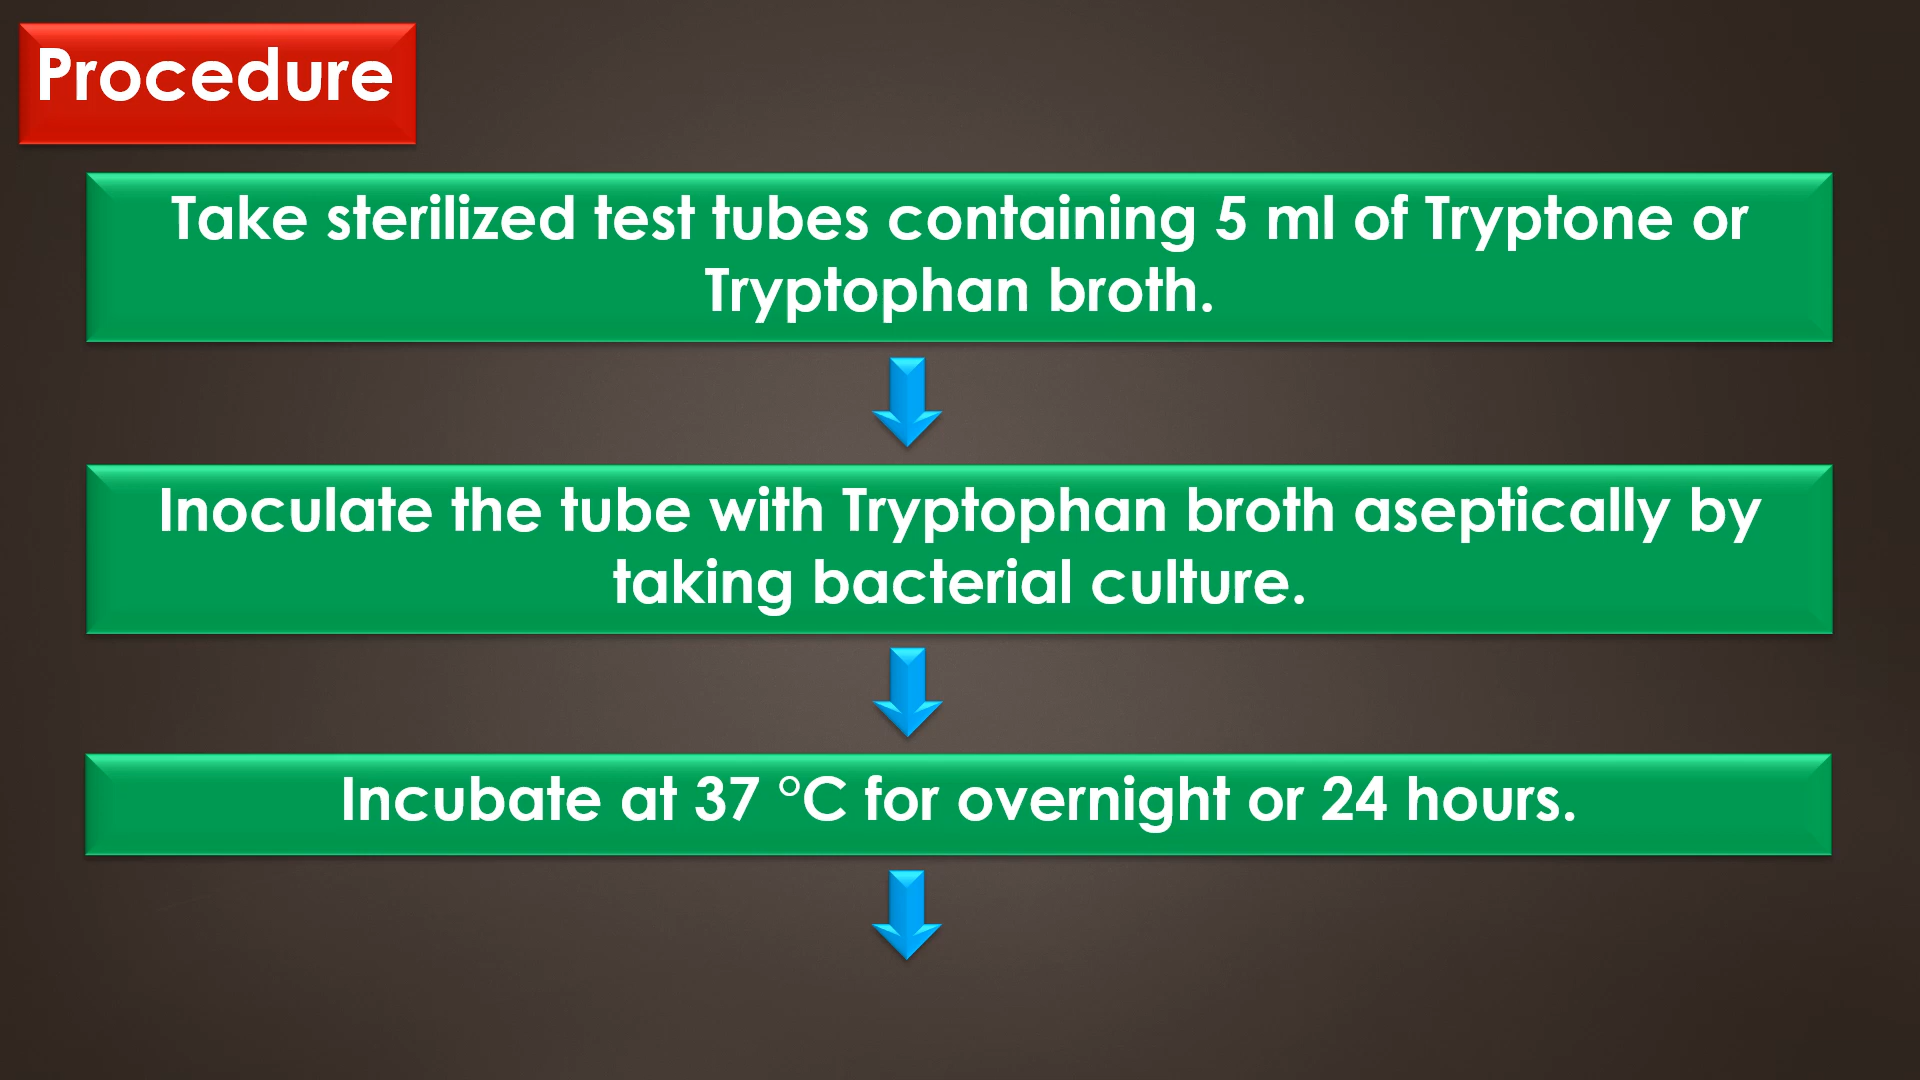 Procedure
Take sterilized test tubes containing 5 ml of Tryptone or
Tryptophan broth.
Inoculate the tube with Tryptophan broth aseptically by
taking bacterial culture.
Incubate at 37 °C for overnight or 24 hours.